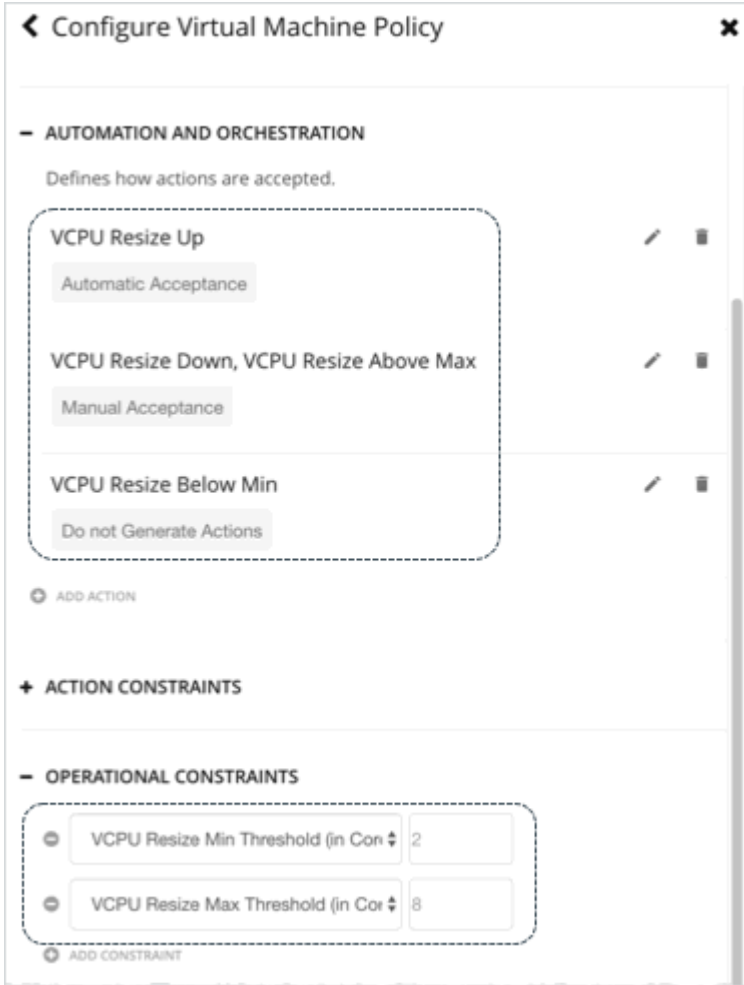 Configure Virtual Machine Policy
AUTOMATION AND ORCHESTRATION
Defines how actions are accepted.
VCPU Resize Up
Automatic Acceptance
VCPU Resize Down, VCPU Resize Above Max
Manual Acceptance
VCPU Resize Below Min
Do not Generate Actions
ADD ACTION
ACTION CONSTRAINTS
OPERATIONAL CONSTRAINTS
VCPU Resize Min Threshold (in Cor 2
VCPU Resize Max Threshold (in Cor 8
ADD CONSTRAINT